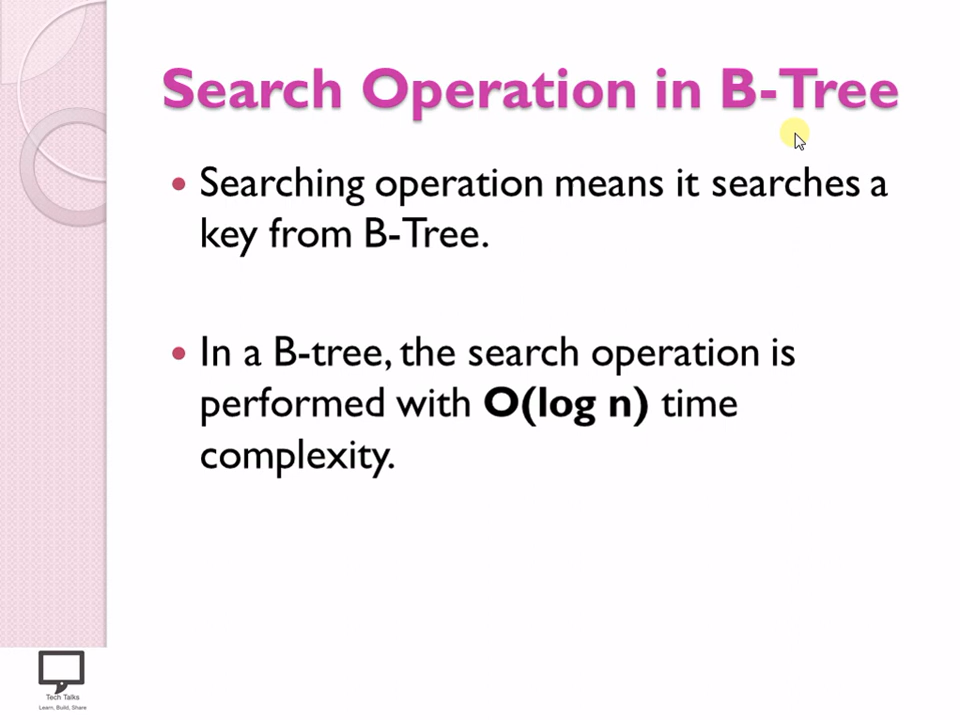 Search Operation in B-Tree
Searching operation means it searches a
key from B-Tree.
In a B-tree, the search operation is
performed with O(log n) time
complexity.
Tech Talks
Learn, Build, Share